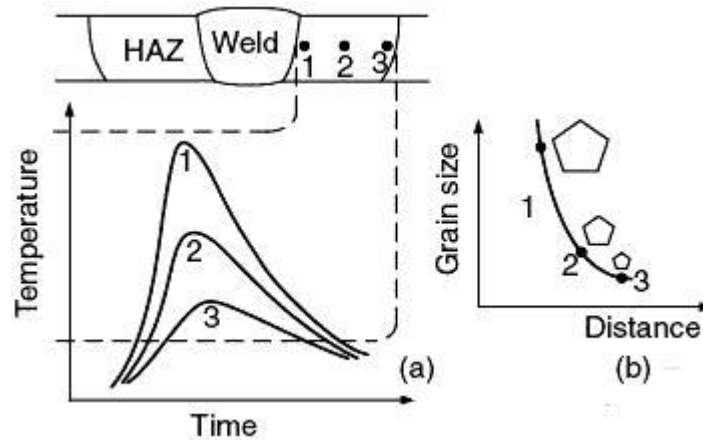 HAZ
Weld
1 2 3
Temperature
1
2
3
Time
(a)
Grain size
1
2
3
Distance
(b)